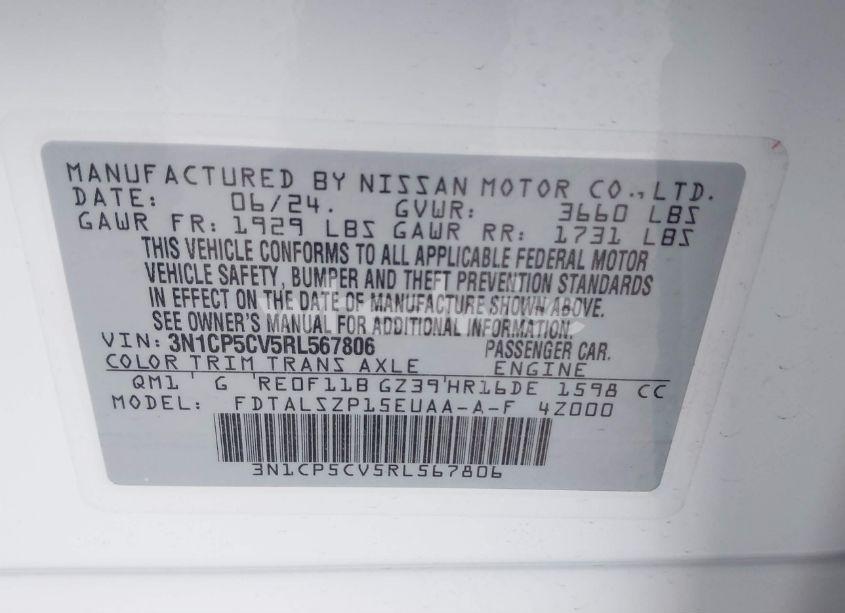 MANUFACTURED BY NISSAN MOTOR CO.,LTD.
DATE: 06/24. GVWR: 3660 LBS
GAWR FR: 1929 LBS GAWR RR: 1731 LBS
THIS VEHICLE CONFORMS TO ALL APPLICABLE FEDERAL MOTOR
VEHICLE SAFETY, BUMPER AND THEFT PREVENTION STANDARDS
IN EFFECT ON THE DATE OF MANUFACTURE SHOWN ABOVE.
SEE OWNER'S MANUAL FOR ADDITIONAL INFORMATION.
VIN: 3N1CP5CV5RL567806 PASSENGER CAR.
COLOR TRIM TRANS AXLE ENGINE
QM1 G RE0F11B GZ39 HR16DE 1598 CC
MODEL: FDTALSZP15EUAA-A-F 4Z000
3N1CP5CV5RL567806